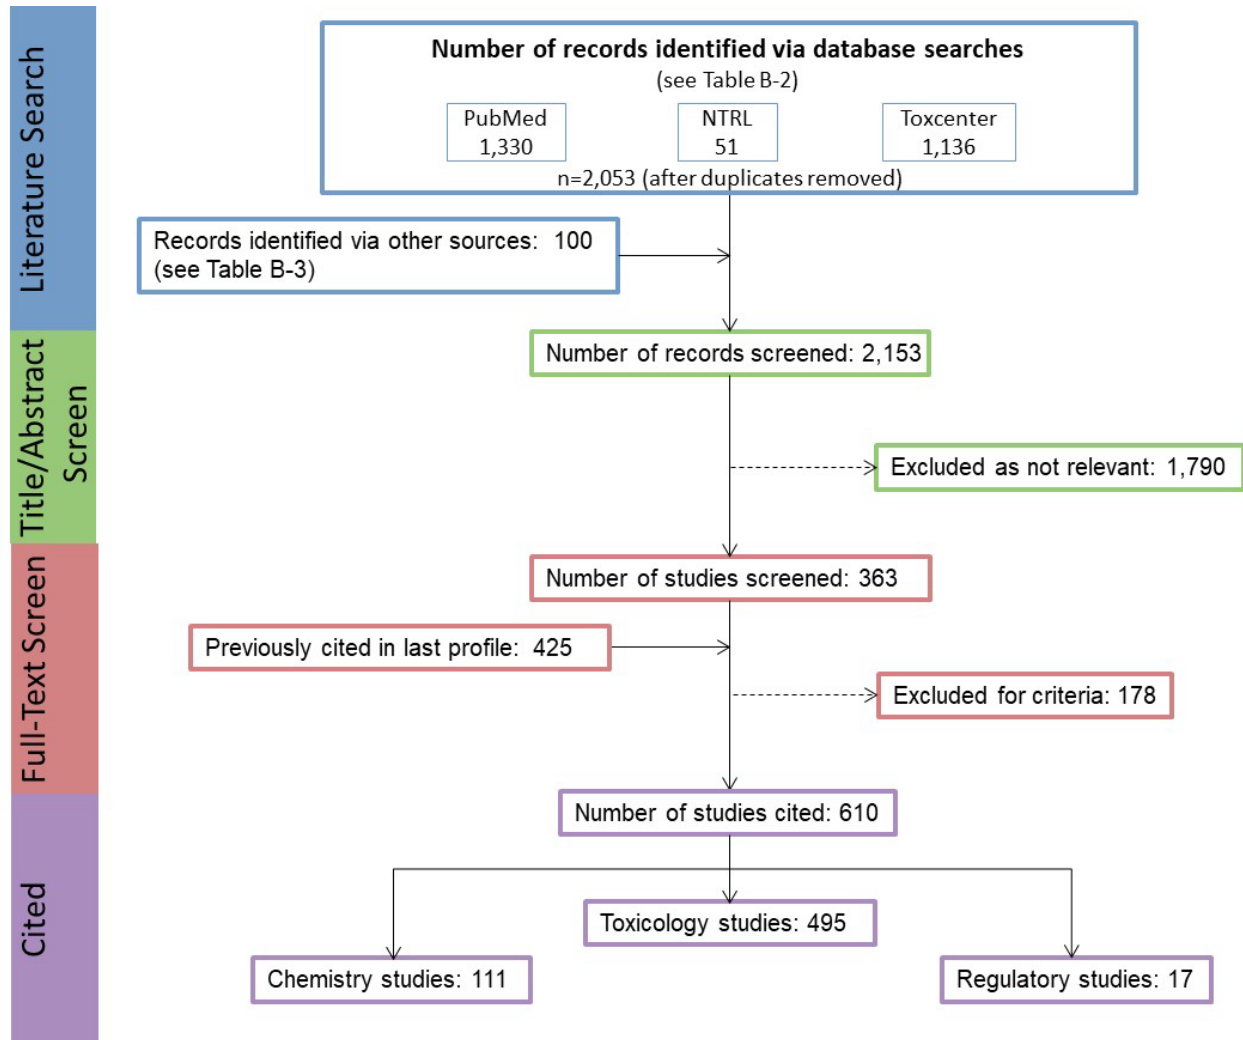 Literature Search
Number of records identified via database searches
(see Table B-2)
PubMed
1,330
NTRL
51
Toxcenter
1,136
n=2,053 (after duplicates removed)
Records identified via other sources: 100
(see Table B-3)
Title/Abstract
Screen
Number of records screened: 2,153
Excluded as not relevant: 1,790
Full-Text Screen
Number of studies screened: 363
Previously cited in last profile: 425
Excluded for criteria: 178
Cited
Number of studies cited: 610
Toxicology studies: 495
Chemistry studies: 111
Regulatory studies: 17